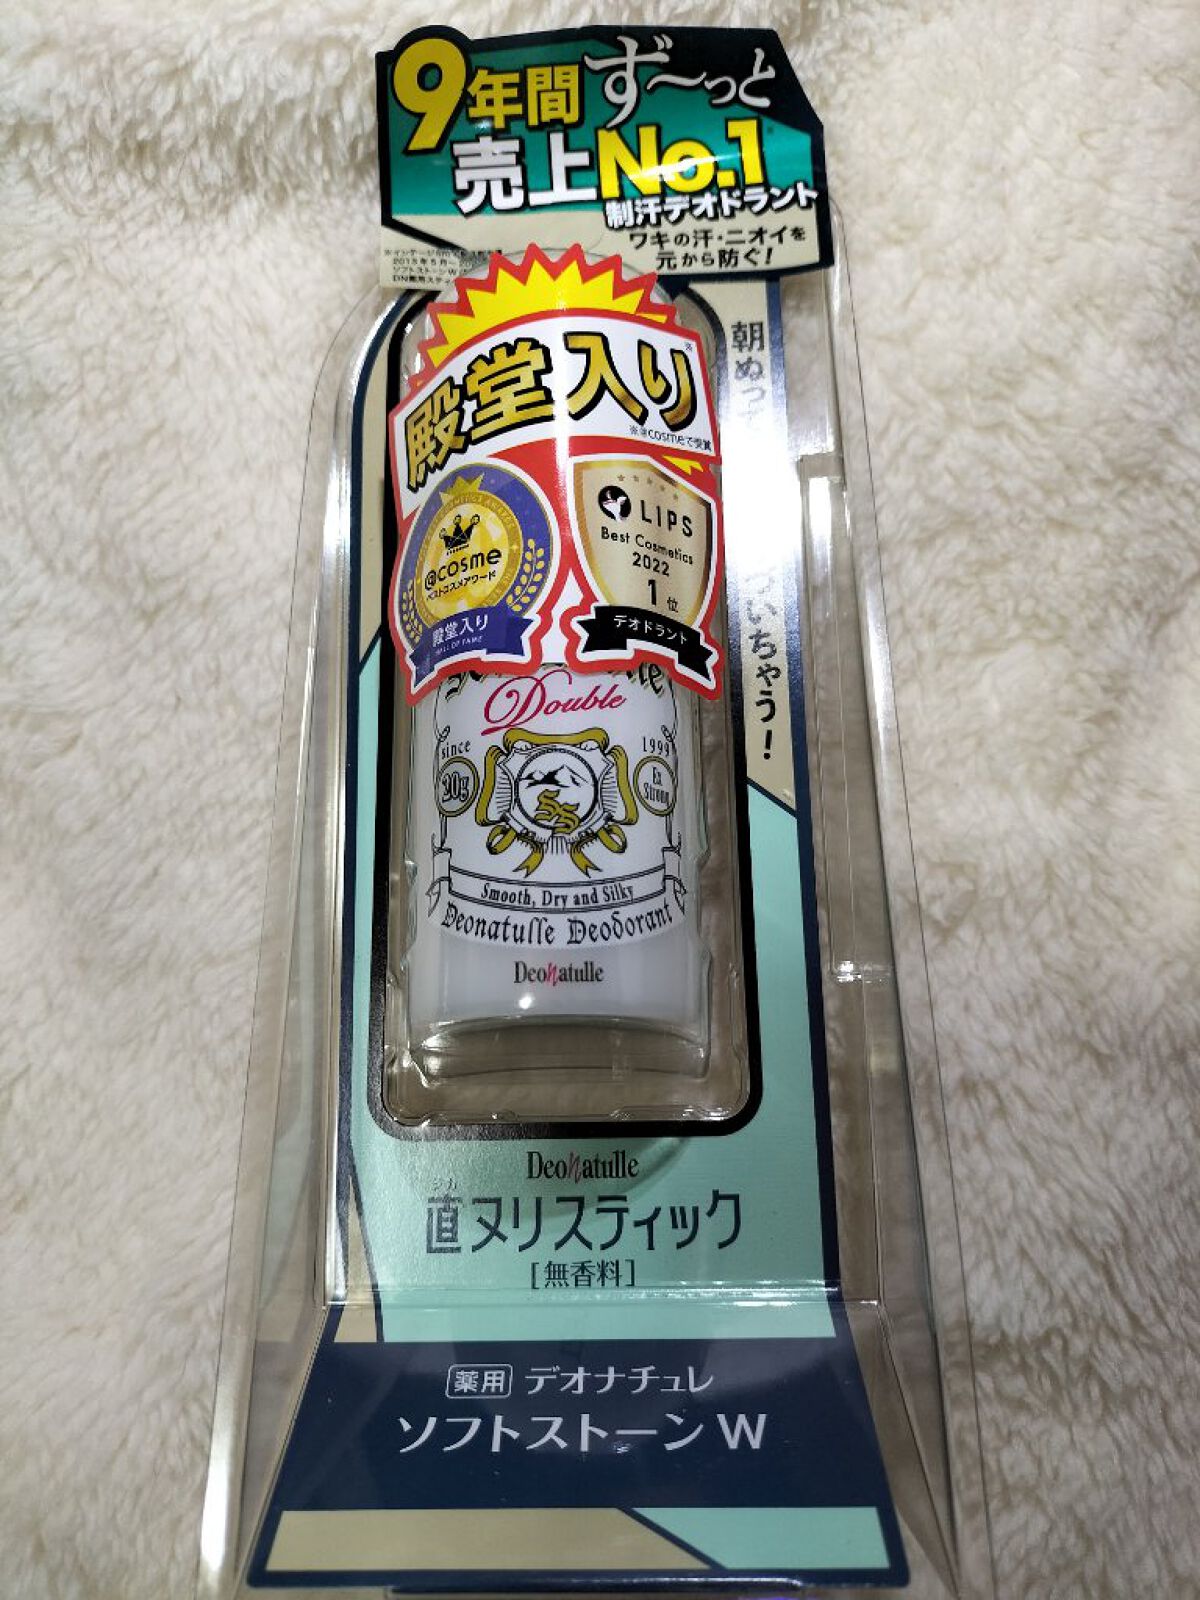 9年間ず〜っと
売上No.1※
制汗デオドラント
ワキの汗・ニオイを
元から防ぐ!
朝ぬっ
いちゃう!
殿堂入り※
※@cosmeで受賞
@cosme
ベストコスメアワード
殿堂入り
HALL OF FAME
LIPS
Best Cosmetics
2022
1位
デオドラント
Double
since
1999
20g
Ex
Strong
SS
Smooth, Dry and Silky
Deonatulle Deodorant
Deonatulle
Deonatulle
ジカ
直ヌリスティック
[無香料]
薬用 デオナチュレ
ソフトストーンW